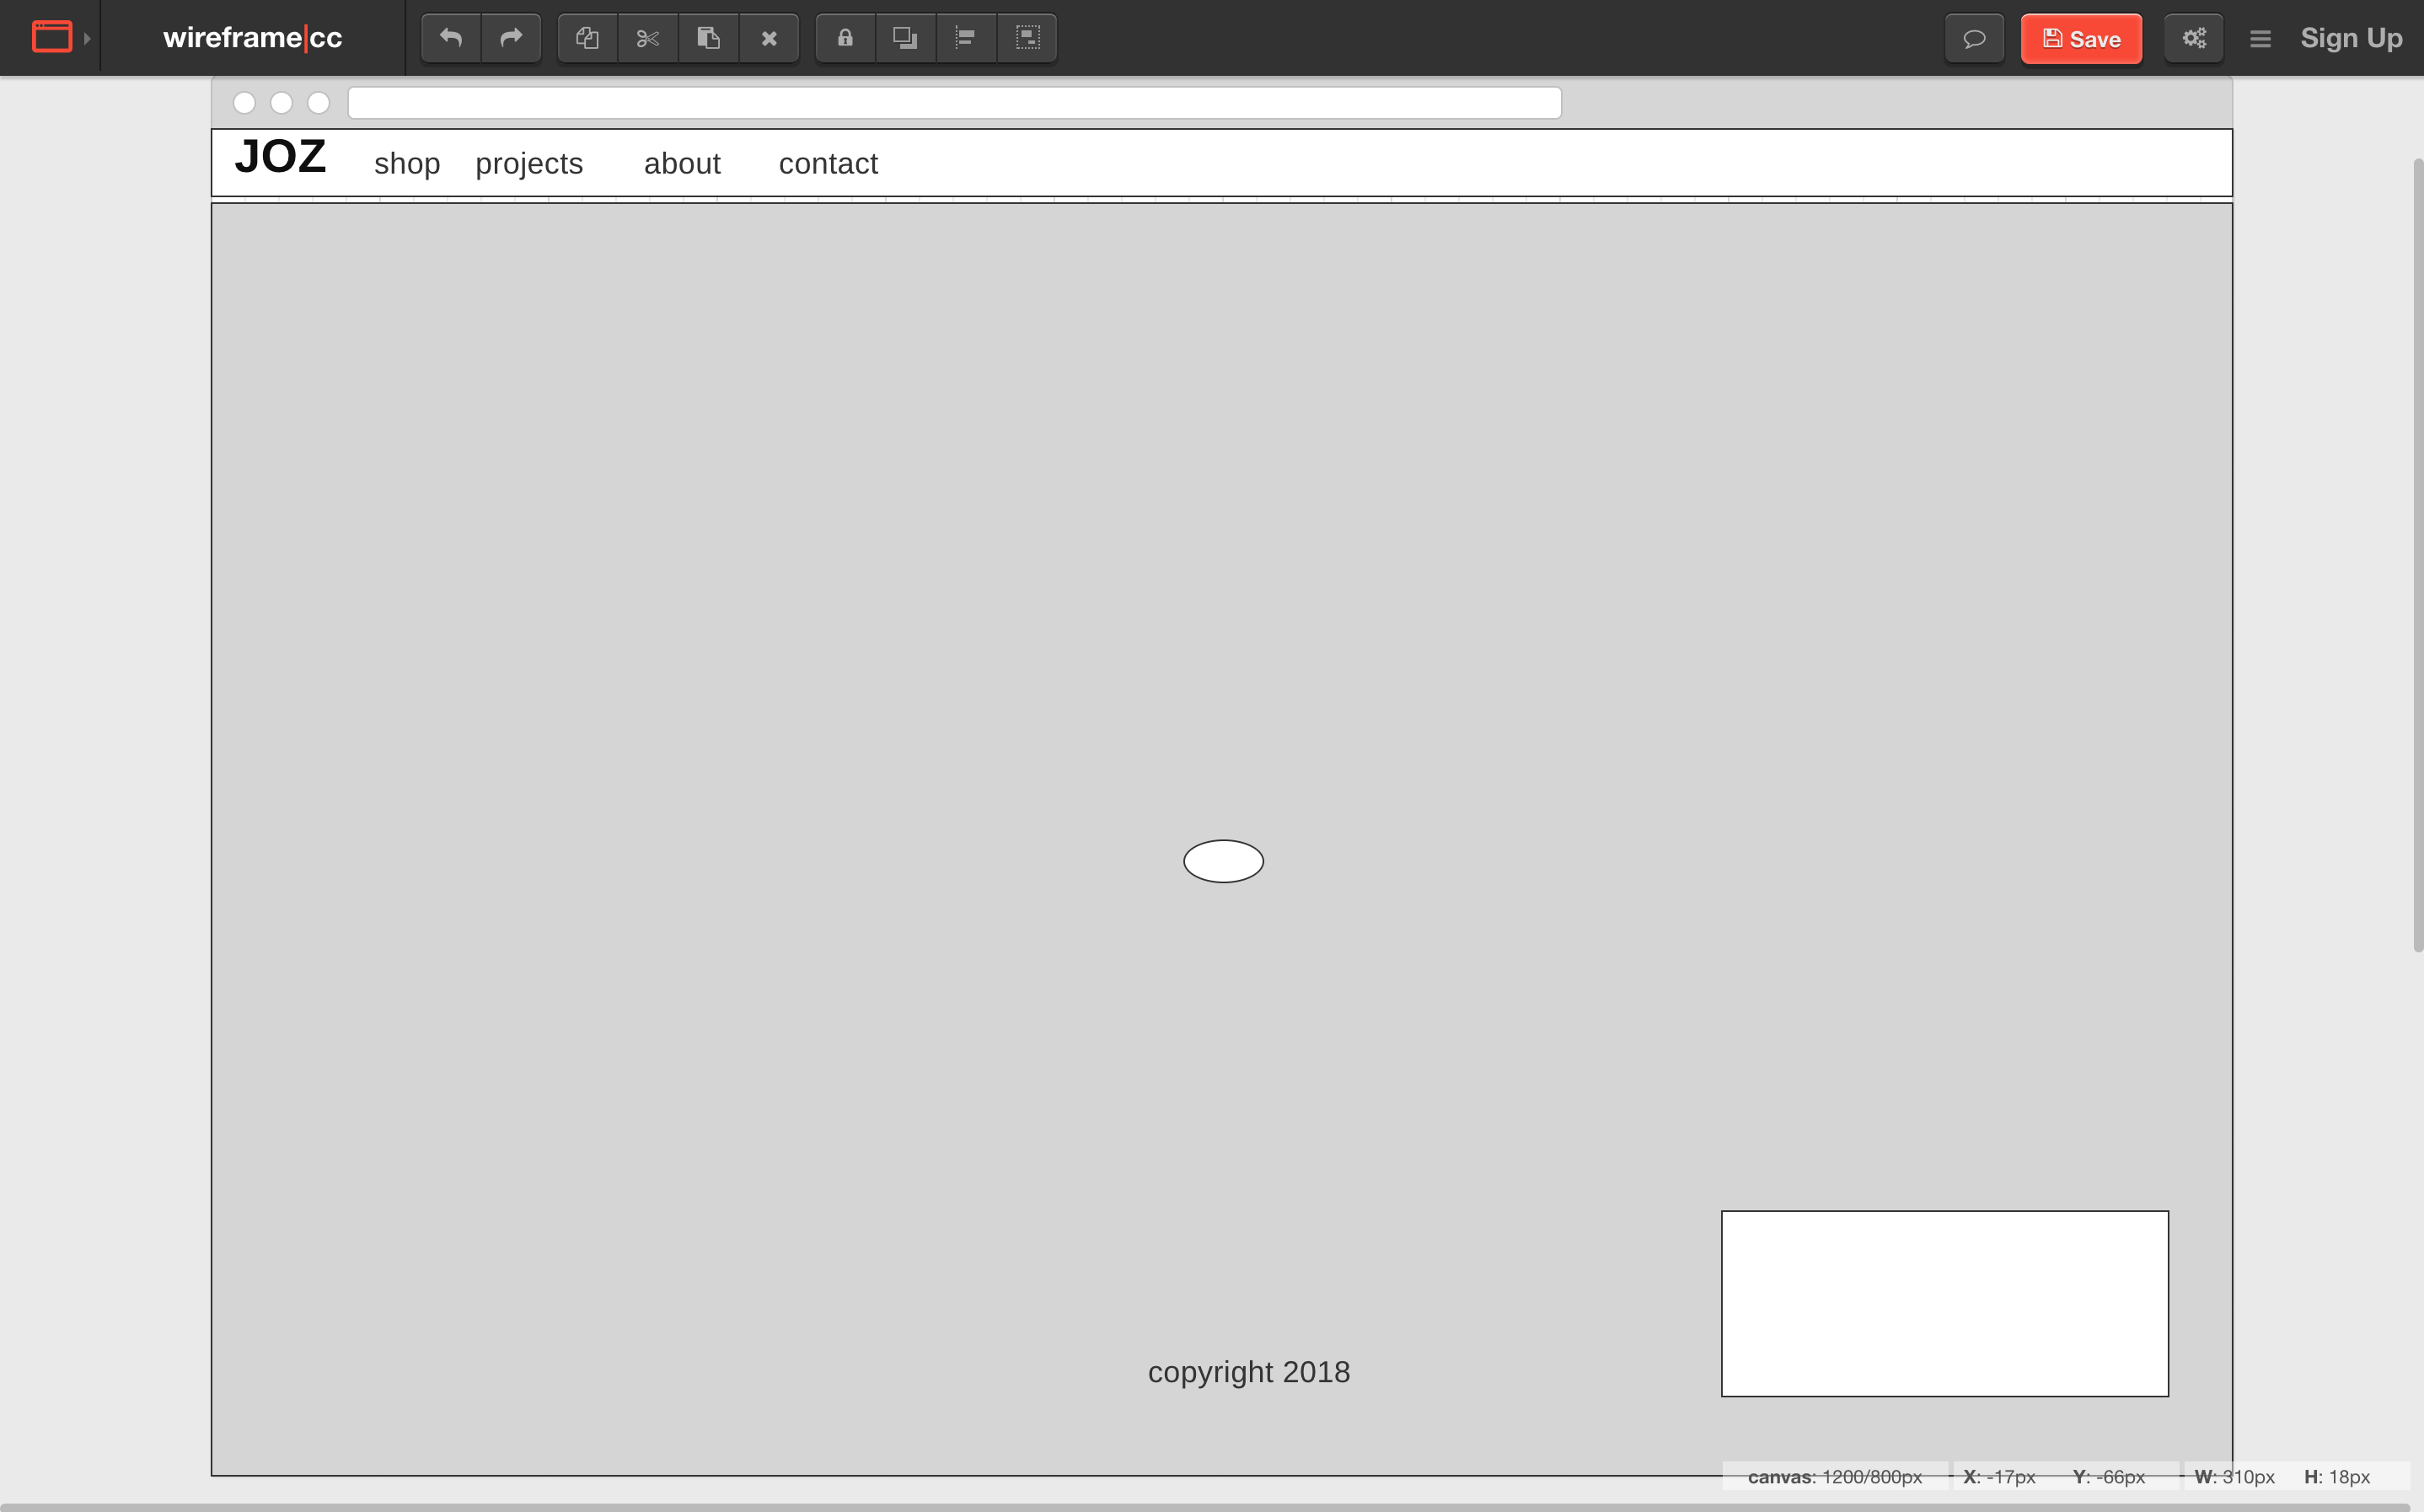 wireframe|cc
Save
Sign Up
JOZ shop projects about contact
copyright 2018
canvas: 1200/800px X: -17px Y: -66px W: 310px H: 18px